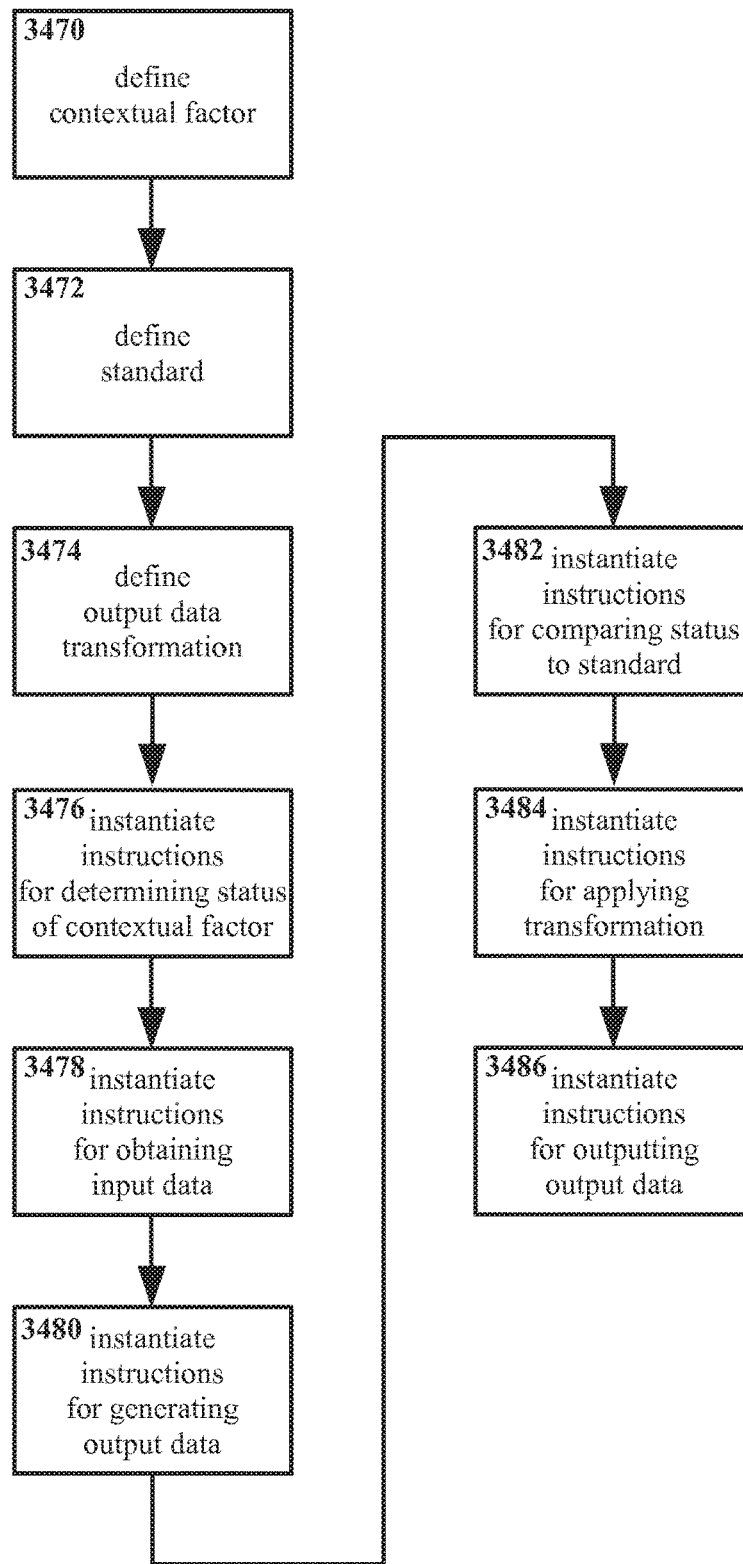 3470
define
contextual factor
3472
define
standard
3474
define
output data
transformation
3476 instantiate
instructions
for determining status
of contextual factor
3478 instantiate
instructions
for obtaining
input data
3480 instantiate
instructions
for generating
output data
3482 instantiate
instructions
for comparing status
to standard
3484 instantiate
instructions
for applying
transformation
3486 instantiate
instructions
for outputting
output data